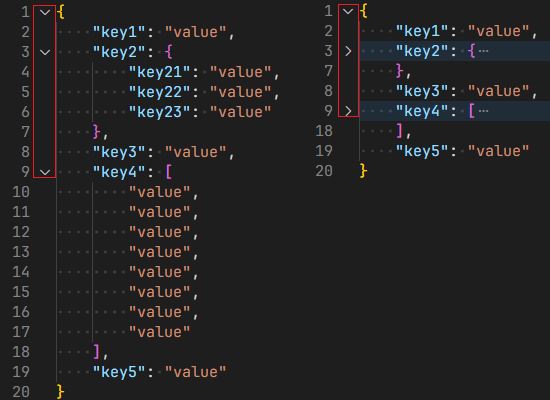 1 {
2 "key1": "value",
3 "key2": {
4 "key21": "value",
5 "key22": "value",
6 "key23": "value"
7 },
8 "key3": "value",
9 "key4": [
10 "value",
11 "value",
12 "value",
13 "value",
14 "value",
15 "value",
16 "value",
17 "value"
18 ],
19 "key5": "value"
20 }
1 {
2 "key1": "value",
3 "key2": {⋯
7 },
8 "key3": "value",
9 "key4": [⋯
18 ],
19 "key5": "value"
20 }